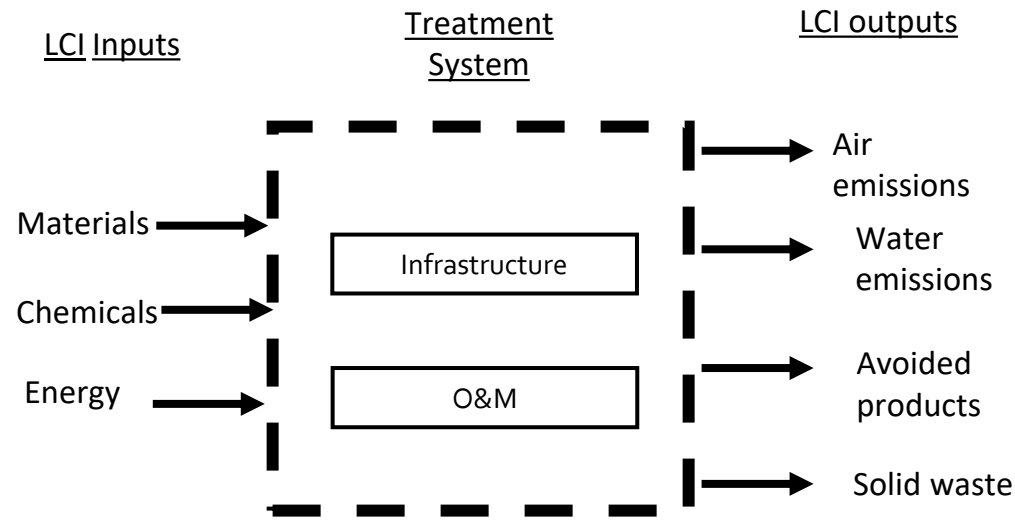 LCI Inputs
Treatment
System
LCI outputs
Materials
Chemicals
Energy
Infrastructure
O&M
Air
emissions
Water
emissions
Avoided
products
Solid waste